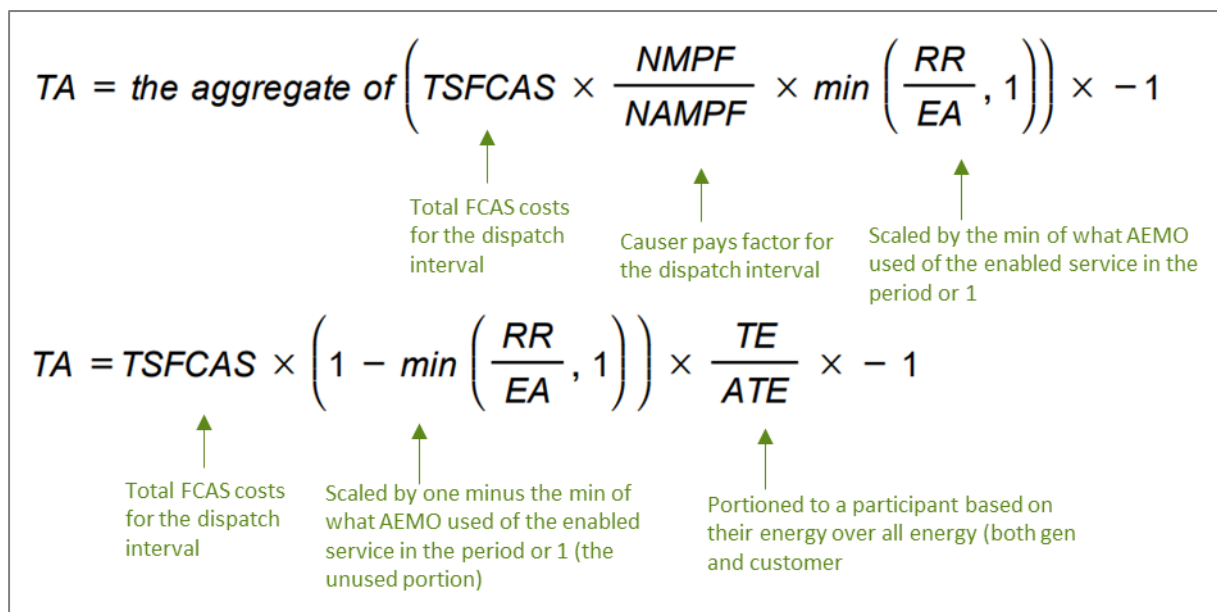 TA = the aggregate of (TSFCAS × NMPF / NAMPF × min (RR / EA , 1)) × −1
Total FCAS costs
for the dispatch
interval
Causer pays factor for
the dispatch interval
Scaled by the min of what AEMO
used of the enabled service in the
period or 1
TA = TSFCAS × (1 − min (RR / EA , 1)) × TE / ATE × − 1
Total FCAS costs
for the dispatch
interval
Scaled by one minus the min of
what AEMO used of the enabled
service in the period or 1 (the
unused portion)
Portioned to a participant based on
their energy over all energy (both gen
and customer